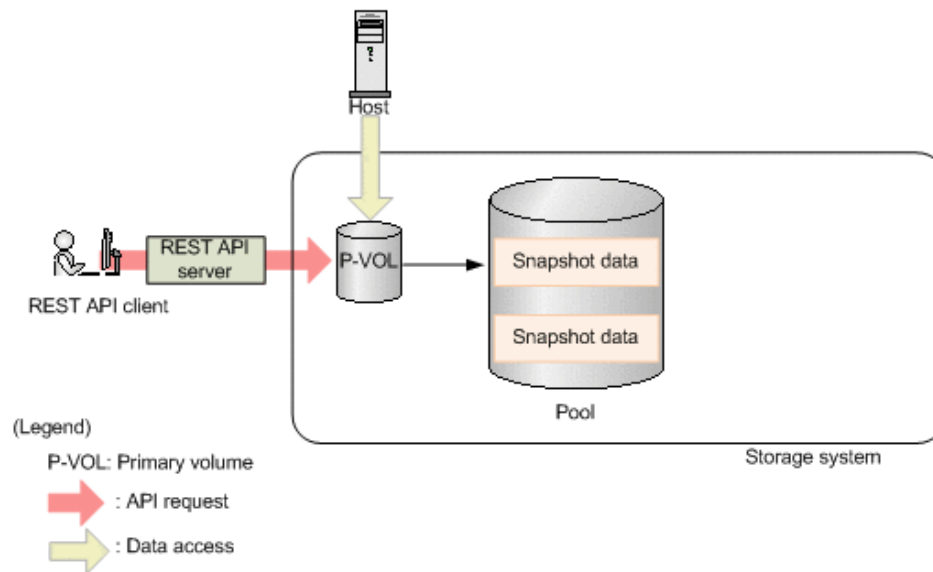 Host
REST API
server
REST API client
P-VOL
Snapshot data
Snapshot data
Pool
Storage system
(Legend)
P-VOL: Primary volume
: API request
: Data access